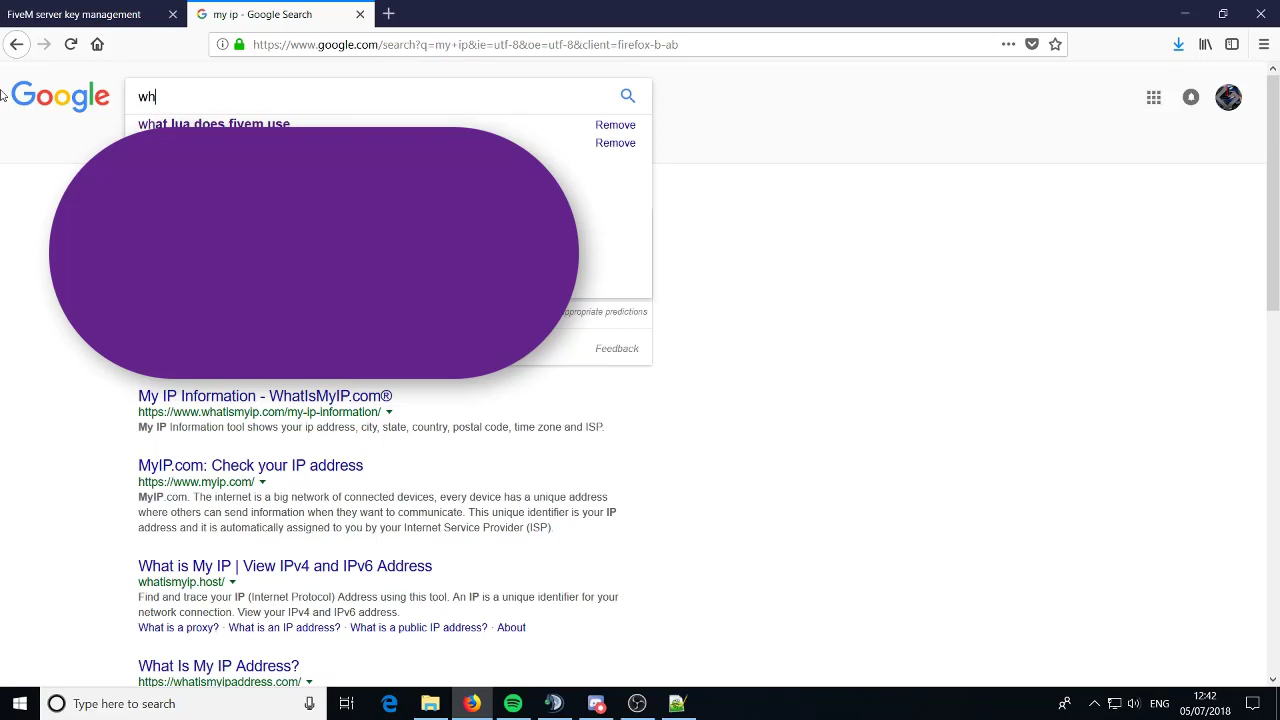 FiveM server key management
my ip - Google Search
https://www.google.com/search?q=my+ip&ie=utf-8&oe=utf-8&client=firefox-b-ab
Google
wh
what lua does fivem use
Remove
Remove
appropriate predictions
Feedback
My IP Information - WhatIsMyIP.com®
https://www.whatismyip.com/my-ip-information/
My IP Information tool shows your ip address, city, state, country, postal code, time zone and ISP.
MyIP.com: Check your IP address
https://www.myip.com/
MyIP.com. The internet is a big network of connected devices, every device has a unique address
where others can send information when they want to communicate. This unique identifier is your IP
address and it is automatically assigned to you by your Internet Service Provider (ISP).
What is My IP | View IPv4 and IPv6 Address
whatismyip.host/
Find and trace your IP (Internet Protocol) Address using this tool. An IP is a unique identifier for your
network connection. View your IPv4 and IPv6 address.
What is a proxy? · What is an IP address? · What is a public IP address? · About
What Is My IP Address?
https://whatismyipaddress.com/
Type here to search
ENG
12:42
05/07/2018